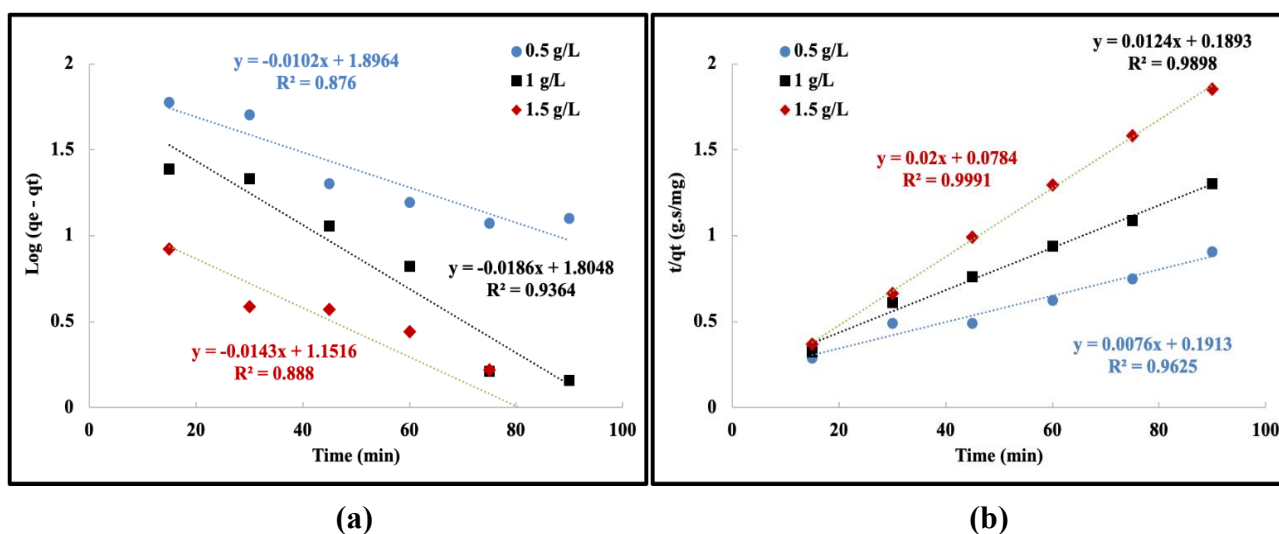 y = -0.0102x + 1.8964
R² = 0.876
0.5 g/L
1 g/L
1.5 g/L
y = -0.0186x + 1.8048
R² = 0.9364
y = -0.0143x + 1.1516
R² = 0.888
2
1.5
1
0.5
0
0 20 40 60 80 100
Log (qe - qt)
Time (min)
(a)
0.5 g/L
1 g/L
1.5 g/L
y = 0.0124x + 0.1893
R² = 0.9898
y = 0.02x + 0.0784
R² = 0.9991
y = 0.0076x + 0.1913
R² = 0.9625
2
1.5
1
0.5
0
0 20 40 60 80 100
t/qt (g.s/mg)
Time (min)
(b)